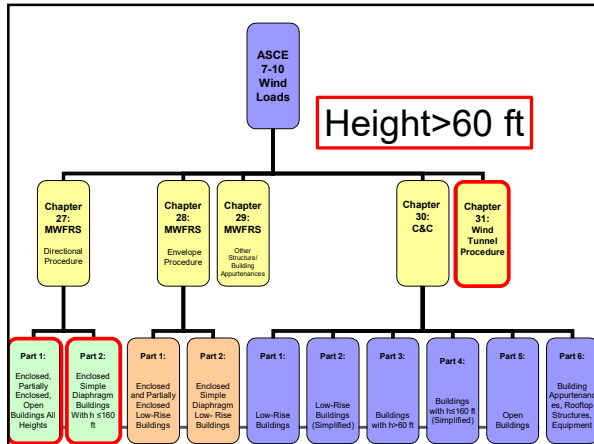 ASCE
7-10
Wind
Loads
Height>60 ft
Chapter
27:
MWFRS
Directional
Procedure
Chapter
28:
MWFRS
Envelope
Procedure
Chapter
29:
MWFRS
Other
Structure/
Building
Appurtenances
Chapter
30:
C&C
Chapter
31:
Wind
Tunnel
Procedure
Part 1:
Enclosed,
Partially
Enclosed,
Open
Buildings All
Heights
Part 2:
Enclosed
Simple
Diaphragm
Buildings
With h ≤160
ft
Part 1:
Enclosed
and Partially
Enclosed
Low-Rise
Buildings
Part 2:
Enclosed
Simple
Diaphragm
Low- Rise
Buildings
Part 1:
Low-Rise
Buildings
Part 2:
Low-Rise
Buildings
(Simplified)
Part 3:
Buildings
with h>60 ft
Part 4:
Buildings
with h≤160 ft
(Simplified)
Part 5:
Open
Buildings
Part 6:
Building
Appurtenanc
es, Rooftop
Structures,
Equipment